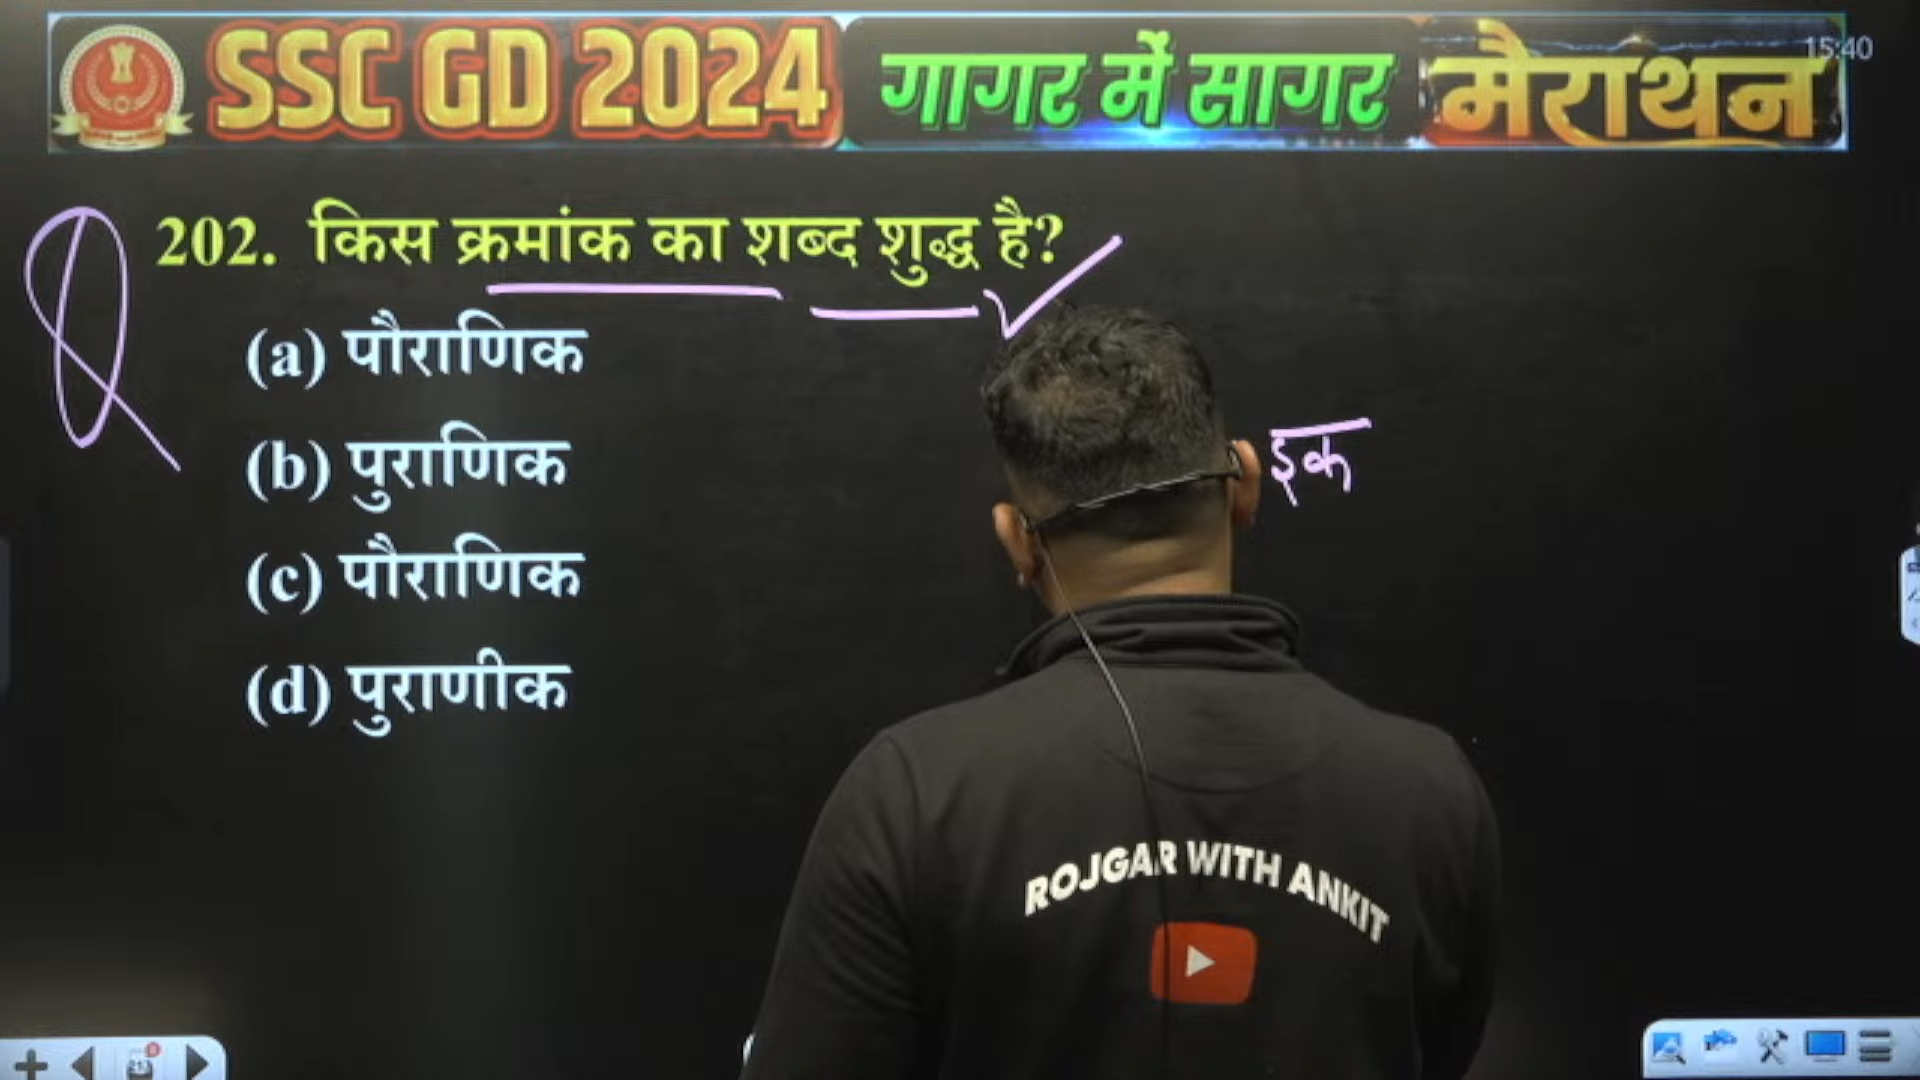 SSC GD 2024 गागर में सागर मैराथन
15:40
202. किस क्रमांक का शब्द शुद्ध है?
(a) पौराणिक
(b) पुराणिक
(c) पौराणिक
(d) पुराणीक
इक
ROJGAR WITH ANKIT